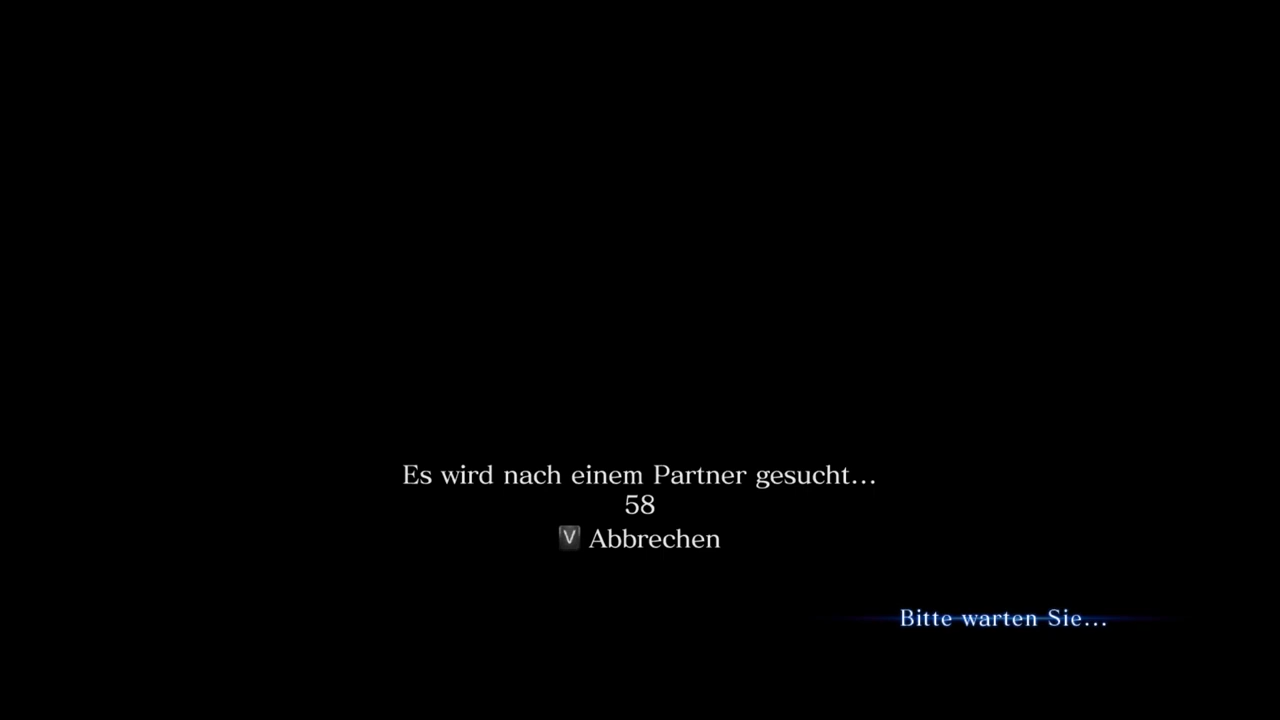 Es wird nach einem Partner gesucht...
58
V Abbrechen
Bitte warten Sie...